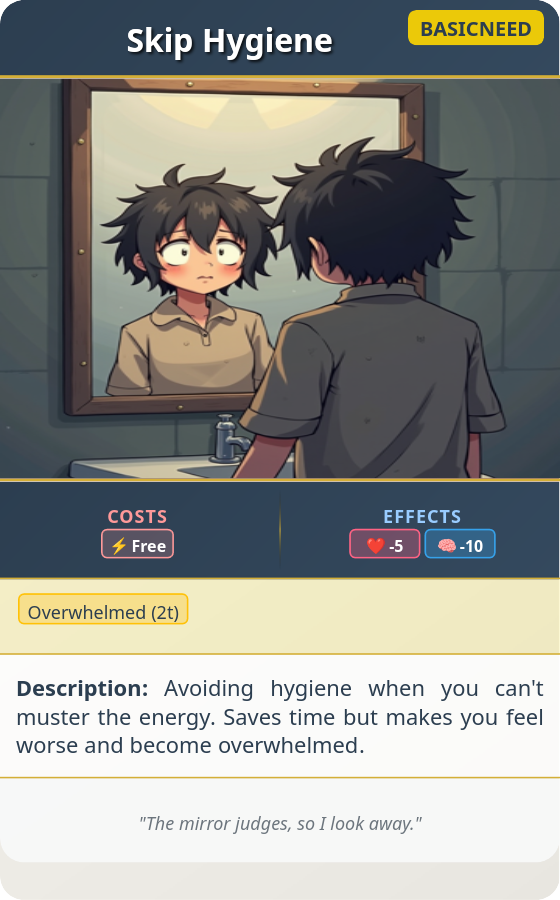 Skip Hygiene
BASICNEED
COSTS
⚡ Free
EFFECTS
❤️ -5
🧠 -10
Overwhelmed (2t)
Description: Avoiding hygiene when you can't
muster the energy. Saves time but makes you feel
worse and become overwhelmed.
"The mirror judges, so I look away."